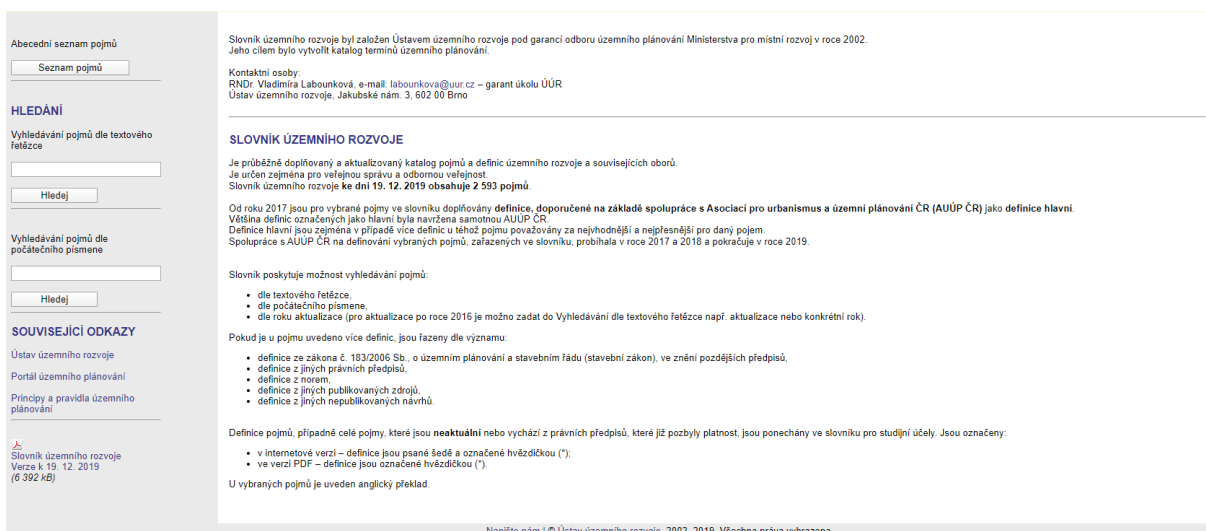 Abecední seznam pojmů
Seznam pojmů
HLEDÁNÍ
Vyhledávání pojmů dle textového
řetězce
Hledej
Vyhledávání pojmů dle
počátečního písmene
Hledej
SOUVISEJÍCÍ ODKAZY
Ústav územního rozvoje
Portál územního plánování
Principy a pravidla územního
plánování
Slovník územního rozvoje
Verze k 19. 12. 2019
(6 392 kB)
Slovník územního rozvoje byl založen Ústavem územního rozvoje pod garancí odboru územního plánování Ministerstva pro místní rozvoj v roce 2002.
Jeho cílem bylo vytvořit katalog termínů územního plánování.
Kontaktní osoby:
RNDr. Vladimíra Labounková, e-mail: labounkova@uur.cz – garant úkolu ÚÚR
Ústav územního rozvoje, Jakubské nám. 3, 602 00 Brno
SLOVNÍK ÚZEMNÍHO ROZVOJE
Je průběžně doplňovaný a aktualizovaný katalog pojmů a definic územního rozvoje a souvisejících oborů.
Je určen zejména pro veřejnou správu a odbornou veřejnost.
Slovník územního rozvoje ke dni 19. 12. 2019 obsahuje 2 593 pojmů.
Od roku 2017 jsou pro vybrané pojmy ve slovníku doplňovány definice, doporučené na základě spolupráce s Asociací pro urbanismus a územní plánování ČR (AUÚP ČR) jako definice hlavní.
Většina definic označených jako hlavní byla navržena samotnou AUÚP ČR.
Definice hlavní jsou zejména v případě více definic u téhož pojmu považovány za nejvhodnější a nejpřesnější pro daný pojem.
Spolupráce s AUÚP ČR na definování vybraných pojmů, zařazených ve slovníku, probíhala v roce 2017 a 2018 a pokračuje v roce 2019.
Slovník poskytuje možnost vyhledávání pojmů:
• dle textového řetězce,
• dle počátečního písmene,
• dle roku aktualizace (pro aktualizace po roce 2016 je možno zadat do Vyhledávání dle textového řetězce např. aktualizace nebo konkrétní rok).
Pokud je u pojmu uvedeno více definic, jsou řazeny dle významu:
• definice ze zákona č. 183/2006 Sb., o územním plánování a stavebním řádu (stavební zákon), ve znění pozdějších předpisů,
• definice z jiných právních předpisů,
• definice z norem,
• definice z jiných publikovaných zdrojů,
• definice z jiných nepublikovaných návrhů.
Definice pojmů, případně celé pojmy, které jsou neaktuální nebo vychází z právních předpisů, které již pozbyly platnost, jsou ponechány ve slovníku pro studijní účely. Jsou označeny:
• v internetové verzi – definice jsou psané šedě a označené hvězdičkou (*);
• ve verzi PDF – definice jsou označené hvězdičkou (*).
U vybraných pojmů je uveden anglický překlad.
Napište nám | © Ústav územního rozvoje, 2002–2019. Všechna práva vyhrazena.